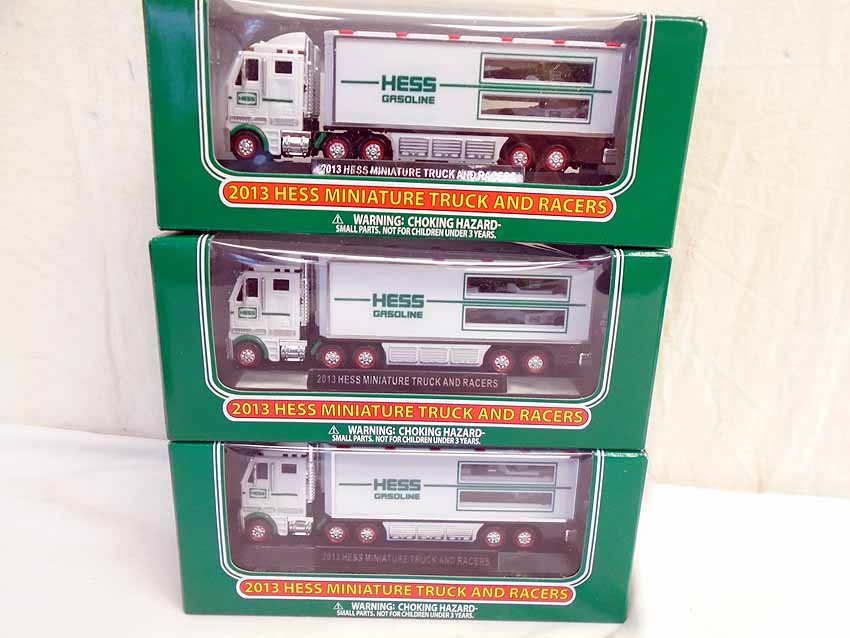 HESS
HESS
GASOLINE
2013 HESS MINIATURE TRUCK AND RACERS
2013 HESS MINIATURE TRUCK AND RACERS
WARNING: CHOKING HAZARD-
SMALL PARTS. NOT FOR CHILDREN UNDER 3 YEARS.
HESS
HESS
GASOLINE
2013 HESS MINIATURE TRUCK AND RACERS
2013 HESS MINIATURE TRUCK AND RACERS
WARNING: CHOKING HAZARD-
SMALL PARTS. NOT FOR CHILDREN UNDER 3 YEARS.
HESS
HESS
GASOLINE
2013 HESS MINIATURE TRUCK AND RACERS
2013 HESS MINIATURE TRUCK AND RACERS
WARNING: CHOKING HAZARD-
SMALL PARTS. NOT FOR CHILDREN UNDER 3 YEARS.